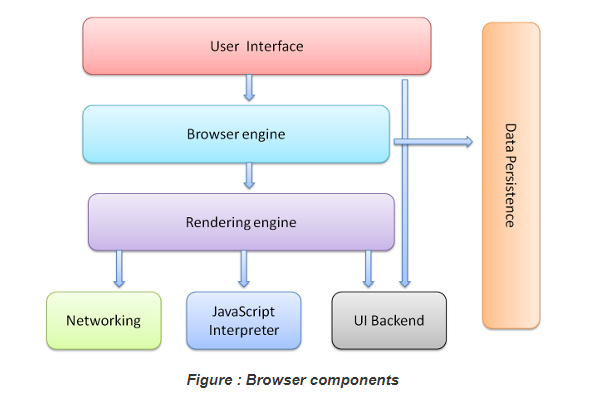 User Interface
Browser engine
Data Persistence
Rendering engine
Networking
JavaScript
Interpreter
UI Backend
Figure : Browser components